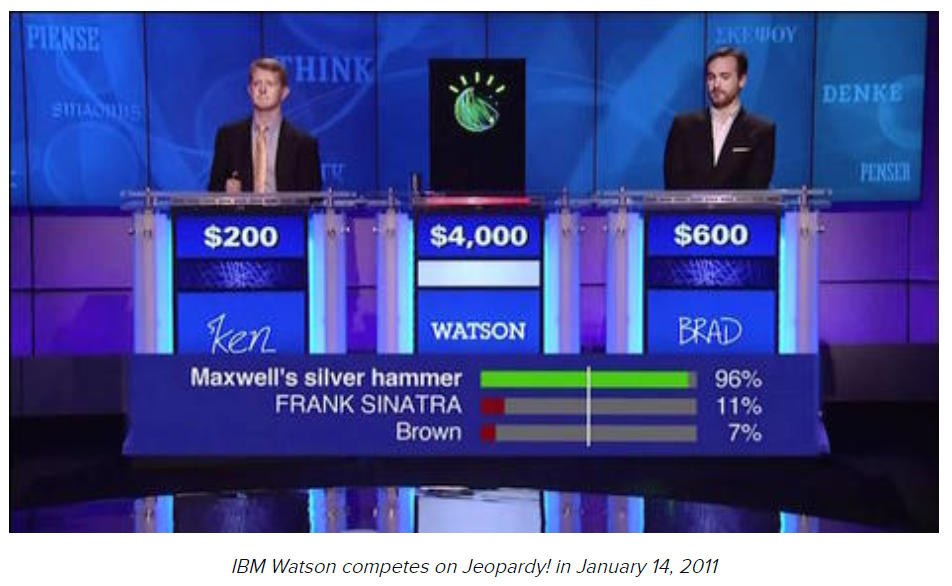 PIENSE
THINK
ΣΚΕΨΟΥ
DENKE
PENSER
$200
$4,000
$600
Ken
WATSON
BRAD
Maxwell's silver hammer 96%
FRANK SINATRA 11%
Brown 7%
IBM Watson competes on Jeopardy! in January 14, 2011